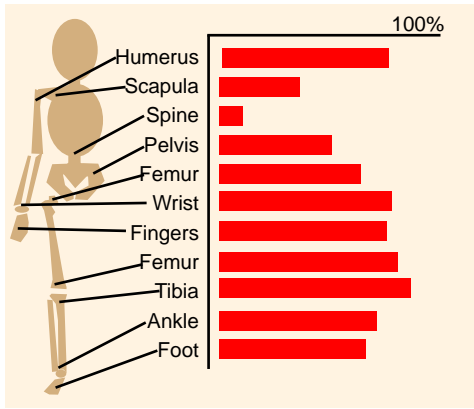 100%
Humerus
Scapula
Spine
Pelvis
Femur
Wrist
Fingers
Femur
Tibia
Ankle
Foot